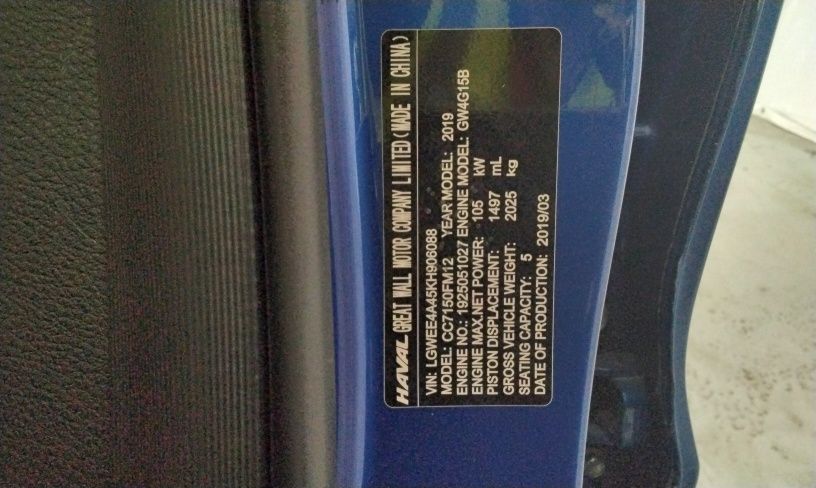 HAVAL GREAT WALL MOTOR COMPANY LIMITED(MADE IN CHINA)
VIN: LGWEEE4A45KH906088
MODEL: CC7150FM12 YEAR MODEL: 2019
ENGINE NO.: 1925051027 ENGINE MODEL: GW4G15B
ENGINE MAX.NET POWER: 105 kW
PISTON DISPLACEMENT: 1497 mL
GROSS VEHICLE WEIGHT: 2025 kg
SEATING CAPACITY: 5
DATE OF PRODUCTION: 2019/03